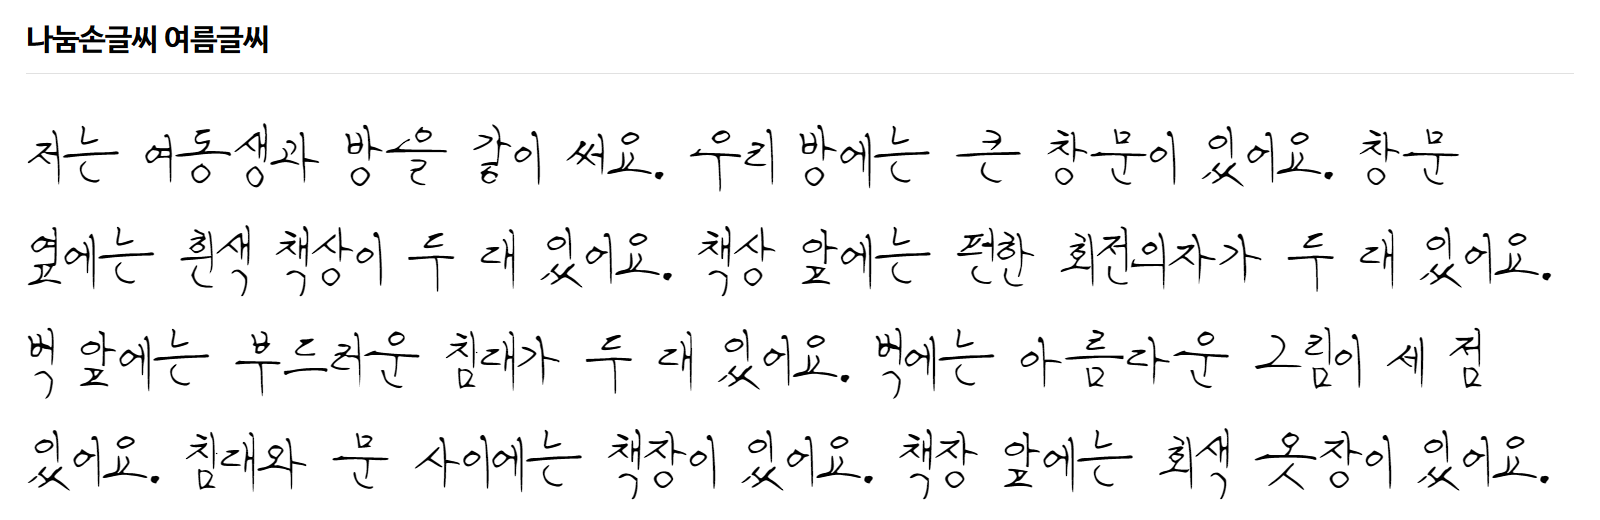 나눔손글씨 여름글씨
저는 여동생과 방을 같이 써요. 우리 방에는 큰 창문이 있어요. 창문
옆에는 흰색 책상이 두 대 있어요. 책상 앞에는 편한 회전의자가 두 대 있어요.
벽 앞에는 부드러운 침대가 두 대 있어요. 벽에는 아름다운 그림이 세 점
있어요. 침대와 문 사이에는 책장이 있어요. 책장 앞에는 회색 옷장이 있어요.